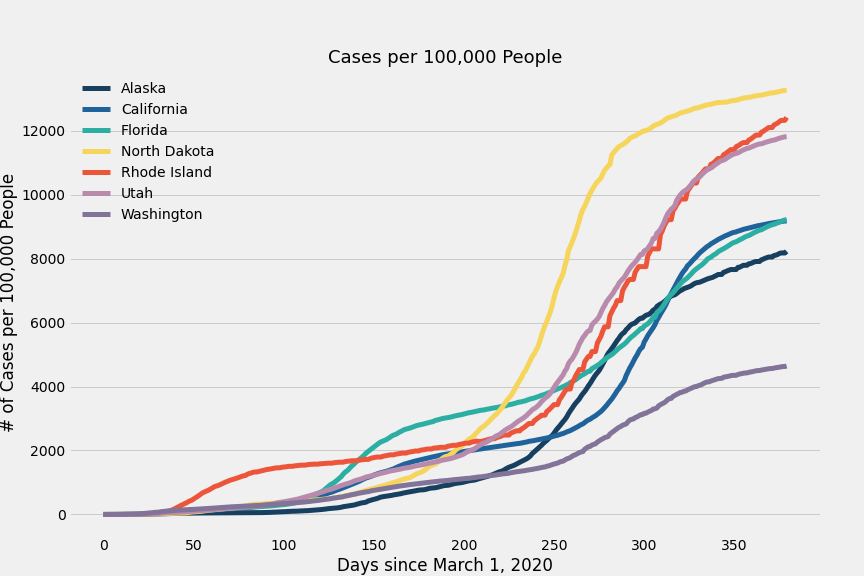 Cases per 100,000 People
Alaska
California
Florida
North Dakota
Rhode Island
Utah
Washington
# of Cases per 100,000 People
12000
10000
8000
6000
4000
2000
0
0 50 100 150 200 250 300 350
Days since March 1, 2020